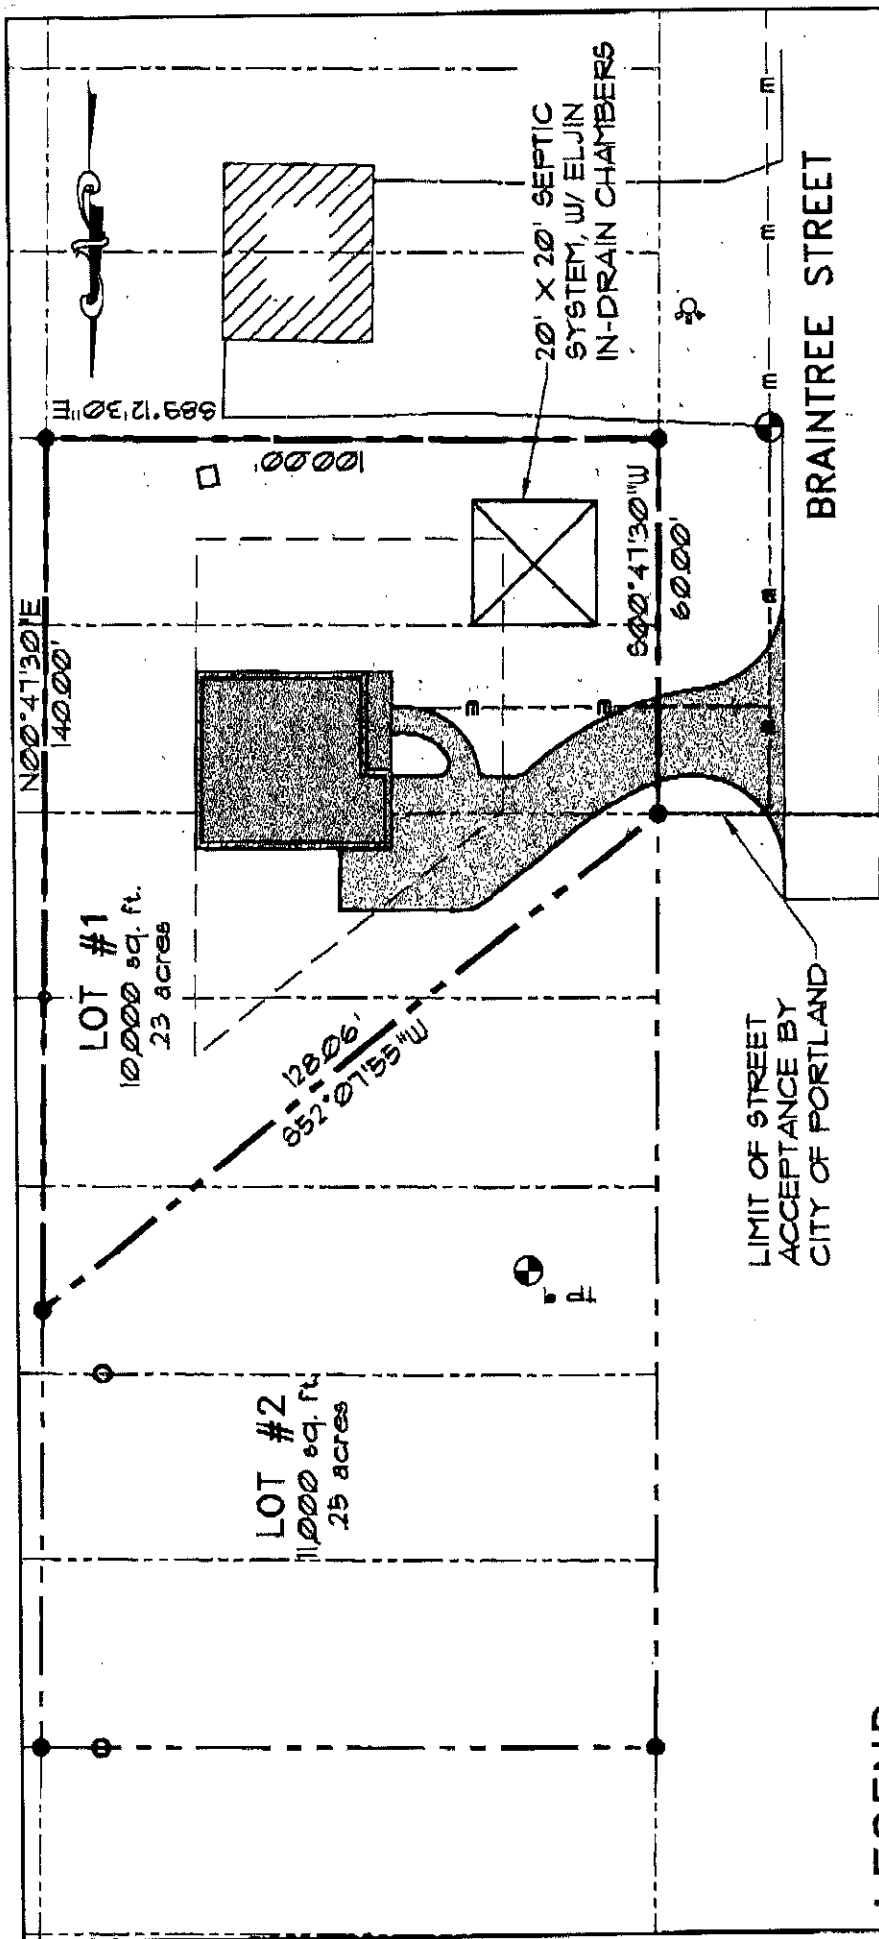 20' X 20' SEPTIC
SYSTEM, W/ ELJIN
IN-DRAIN CHAMBERS
BRAINTREE STREET
S89°12'30"E
100.00'
N00°47'30"E
140.00'
S00°47'30"W
60.00'
LOT #1
10,000 sq. ft.
.23 acres
128.06'
S52°07'55"W
LIMIT OF STREET
ACCEPTANCE BY
CITY OF PORTLAND
LOT #2
11,000 sq. ft.
.25 acres
E
E
E
E
E
E
E